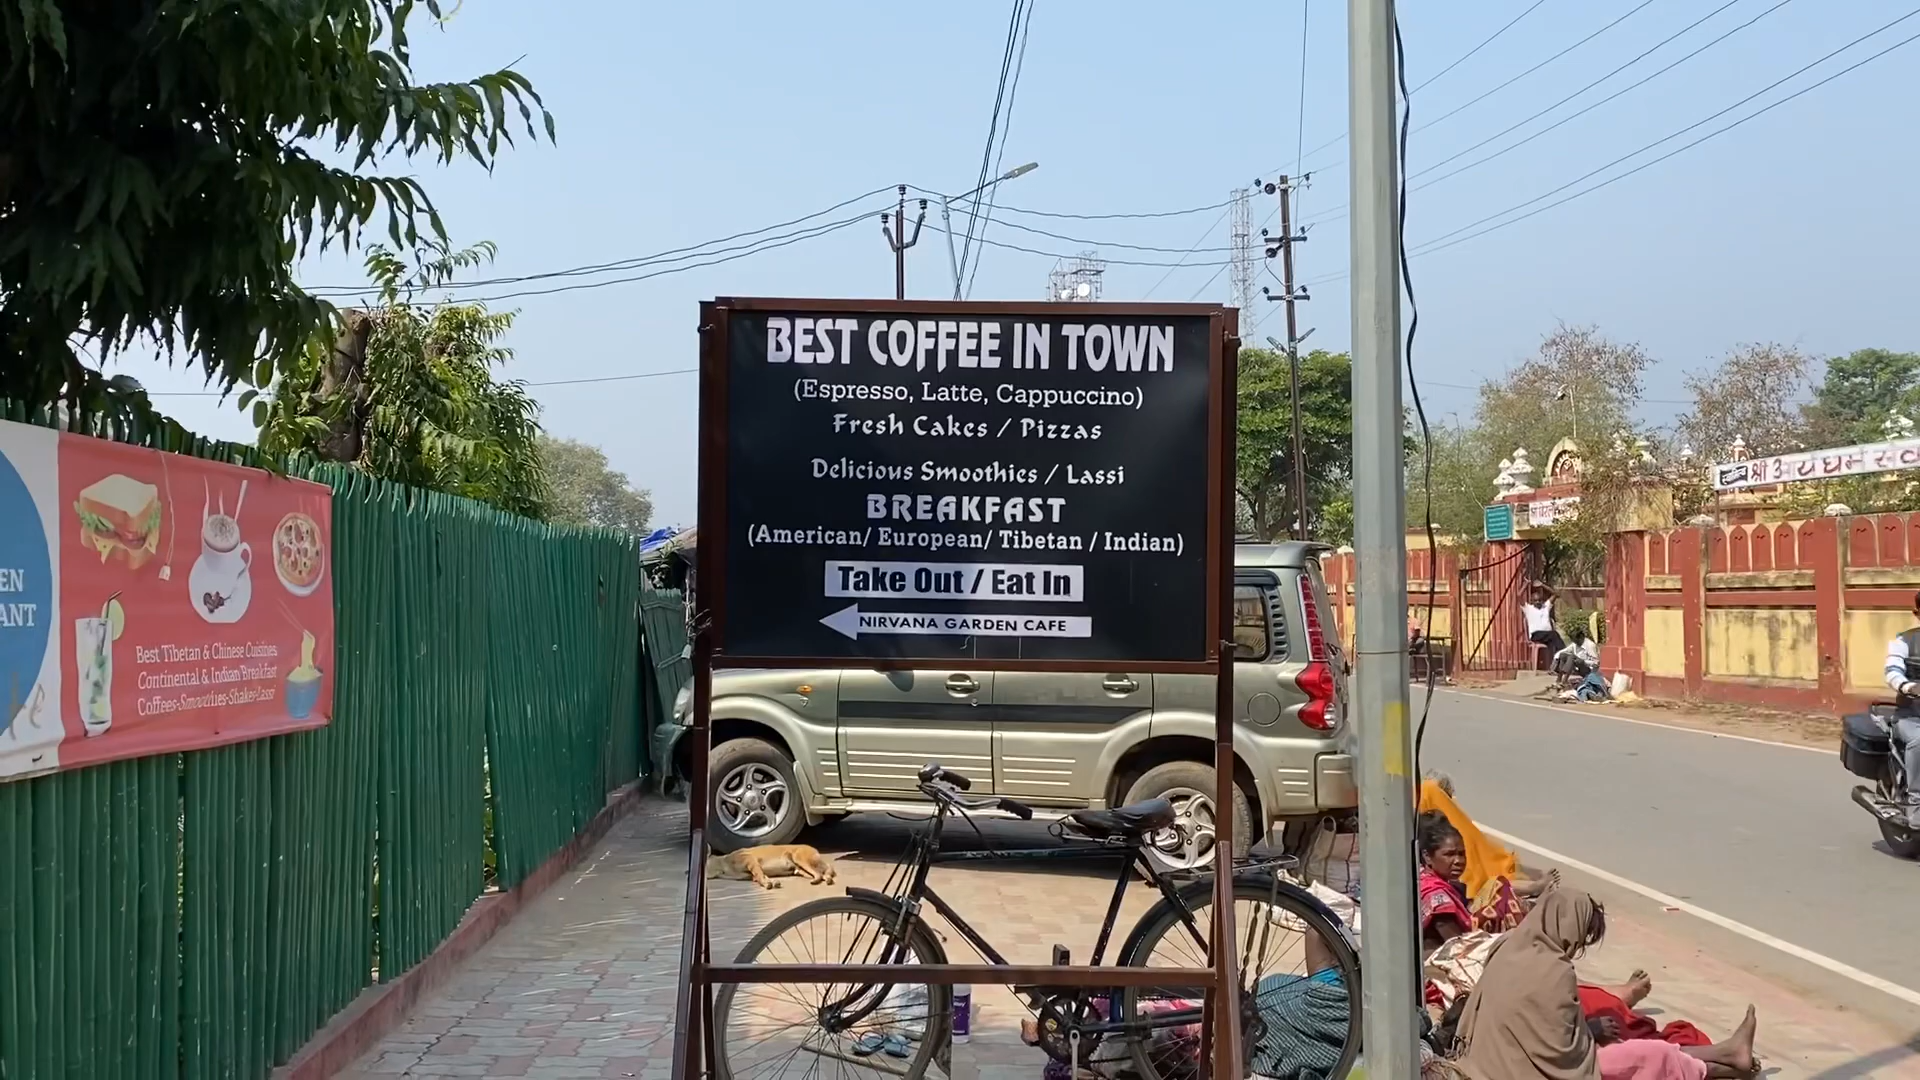 BEST COFFEE IN TOWN
(Espresso, Latte, Cappuccino)
Fresh Cakes / Pizzas
Delicious Smoothies / Lassi
BREAKFAST
(American/ European/ Tibetan / Indian)
Take Out / Eat In
NIRVANA GARDEN CAFE
EN
ANT
Best Tibetan & Chinese Cuisines
Continental & Indian Breakfast
Coffees-Smoothies-Shakes-Lassi
श्री